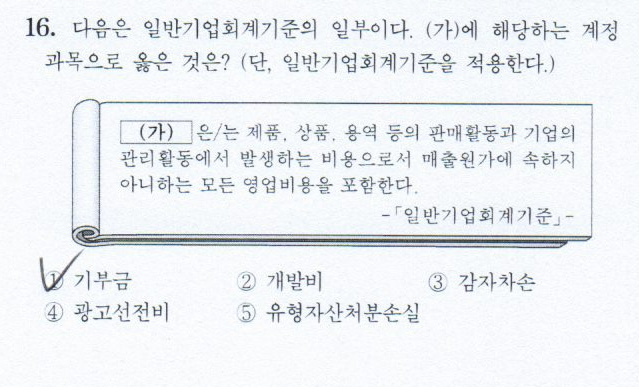 16. 다음은 일반기업회계기준의 일부이다. (가)에 해당하는 계정
과목으로 옳은 것은? (단, 일반기업회계기준을 적용한다.)
(가) 은/는 제품, 상품, 용역 등의 판매활동과 기업의
관리활동에서 발생하는 비용으로서 매출원가에 속하지
아니하는 모든 영업비용을 포함한다.
-「일반기업회계기준」-
① 기부금 ② 개발비 ③ 감자차손
④ 광고선전비 ⑤ 유형자산처분손실